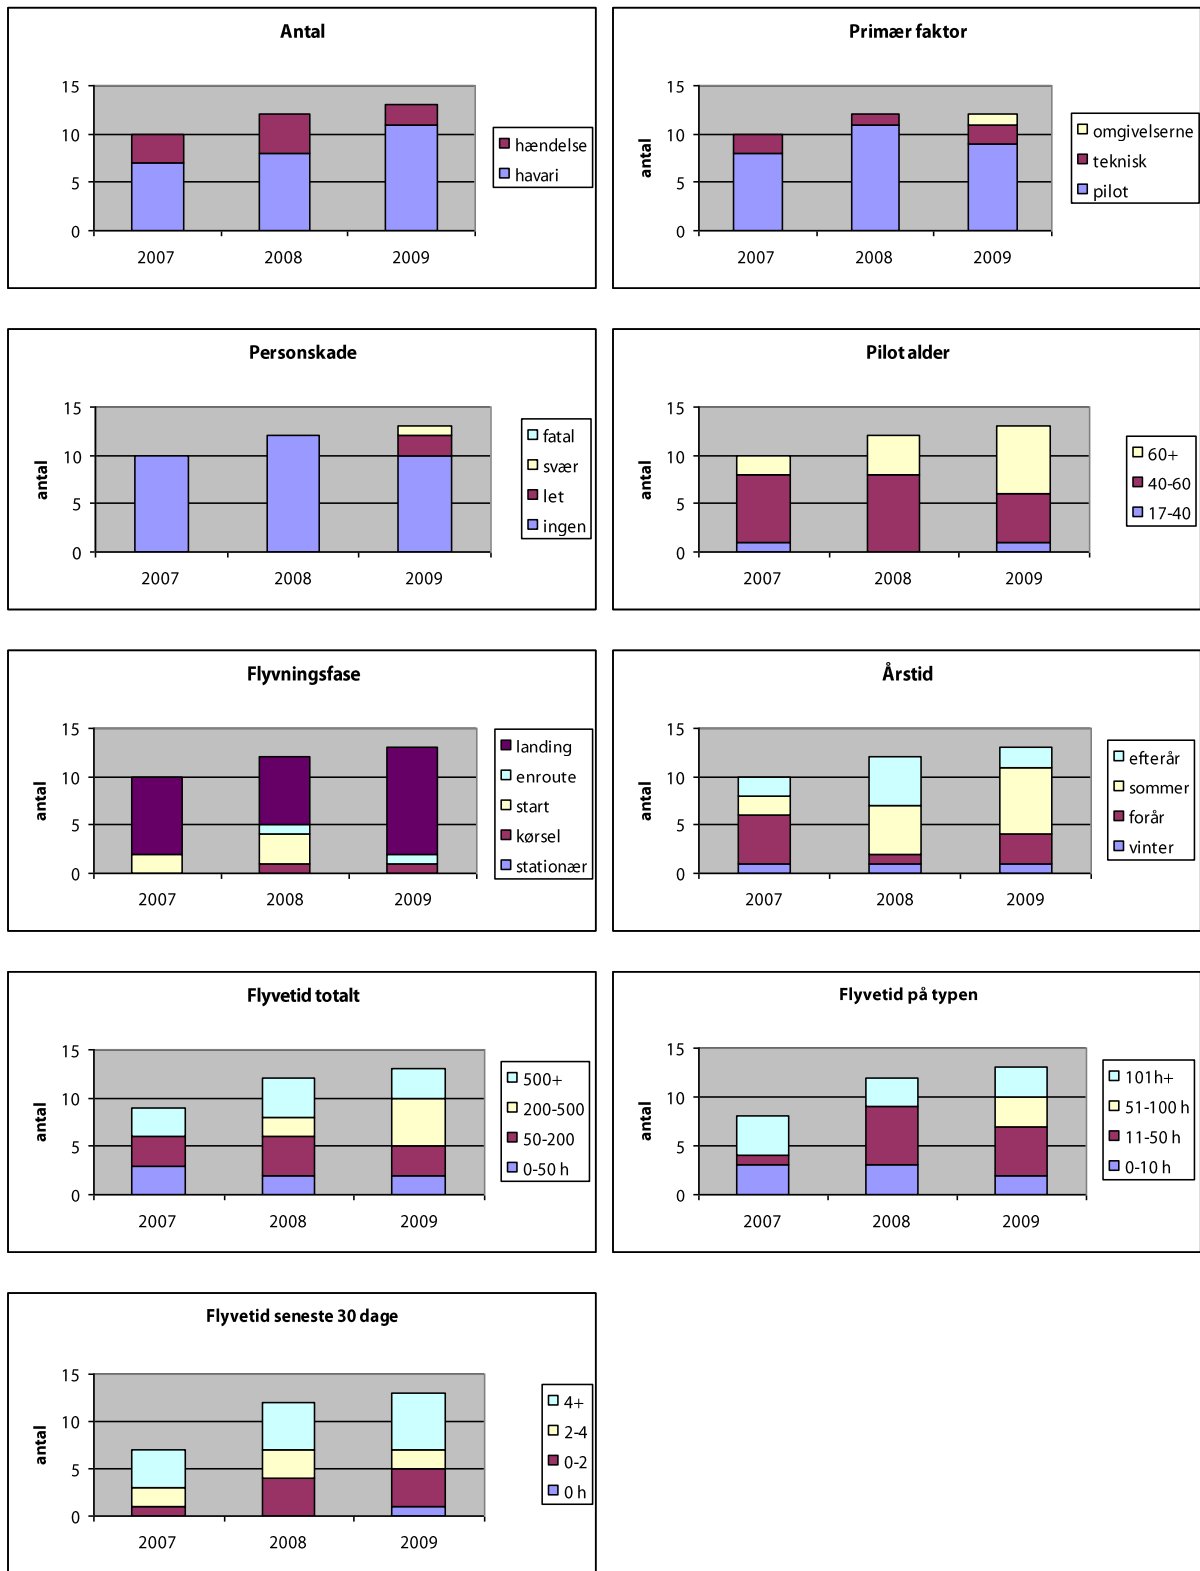 Antal
15
10
5
0
2007 2008 2009
hændelse
havari
Primær faktor
antal
15
10
5
0
2007 2008 2009
omgivelserne
teknisk
pilot
Personskade
antal
15
10
5
0
2007 2008 2009
fatal
svær
let
ingen
Pilot alder
antal
15
10
5
0
2007 2008 2009
60+
40-60
17-40
Flyvningsfase
antal
15
10
5
0
2007 2008 2009
landing
enroute
start
kørsel
stationær
Årstid
antal
15
10
5
0
2007 2008 2009
efterår
sommer
forår
vinter
Flyvetid totalt
antal
15
10
5
0
2007 2008 2009
500+
200-500
50-200
0-50 h
Flyvetid på typen
antal
15
10
5
0
2007 2008 2009
101h+
51-100 h
11-50 h
0-10 h
Flyvetid seneste 30 dage
antal
15
10
5
0
2007 2008 2009
4+
2-4
0-2
0 h